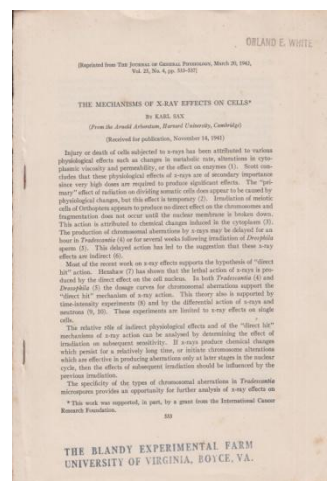 ORLAND E. WHITE
[Reprinted from THE JOURNAL OF GENERAL PHYSIOLOGY, March 20, 1942,
Vol. 25, No. 4, pp. 533-537]
THE MECHANISMS OF X-RAY EFFECTS ON CELLS*
BY KARL SAX
(From the Arnold Arboretum, Harvard University, Cambridge)
(Received for publication, November 14, 1941)
Injury or death of cells subjected to x-rays has been attributed to various
physiological effects such as changes in metabolic rate, alterations in cyto-
plasmic viscosity and permeability, or the effect on enzymes (1). Some con-
cludes that these physiological effects of x-rays are of secondary importance
since very high doses are required to produce significant effects. The "pri-
mary" effect of radiation on dividing somatic cells does appear to be caused by
physiological changes, but this effect is temporary (2). Irradiation of meiotic
cells of Orthoptera appears to produce no direct effect on the chromosomes and
fragmentation does not occur until the nuclear membrane is broken down.
This action is attributed to chemical changes induced in the cytoplasm (3).
The production of chromosomal aberrations by x-rays may be delayed for an
hour in Tradescantia (4) or for several weeks following irradiation of Drosophila
sperm (5). This delayed action has led to the suggestion that these x-ray
effects are indirect (6).
Most of the recent work on x-ray effects supports the hypothesis of "direct
hit" action. Henshaw (7) has shown that the lethal action of x-rays is pro-
duced by the direct effect on the cell nucleus. In both Tradescantia (4) and
Drosophila (5) the dosage curves for chromosomal aberrations support the
"direct hit" mechanism of x-ray action. This theory also is supported by
time-intensity experiments (8) and by the differential action of x-rays and
neutrons (9, 10). These experiments are limited to x-ray effects on single
cells.
The relative rôle of indirect physiological effects and of the "direct hit"
mechanisms of x-ray action can be analysed by determining the effect of
irradiation on subsequent sensitivity. If x-rays produce chemical changes
which persist for a relatively long time, or initiate chromosome alterations
which are effective in producing aberrations only at later stages in the nuclear
cycle, then the effects of subsequent irradiation should be influenced by the
previous irradiation.
The specificity of the types of chromosomal aberrations in Tradescantia
microspores provides an opportunity for further analysis of x-ray effects on
* This work was supported, in part, by a grant from the International Cancer
Research Foundation.
533
THE BLANDY EXPERIMENTAL FARM
UNIVERSITY OF VIRGINIA, BOYCE, VA.